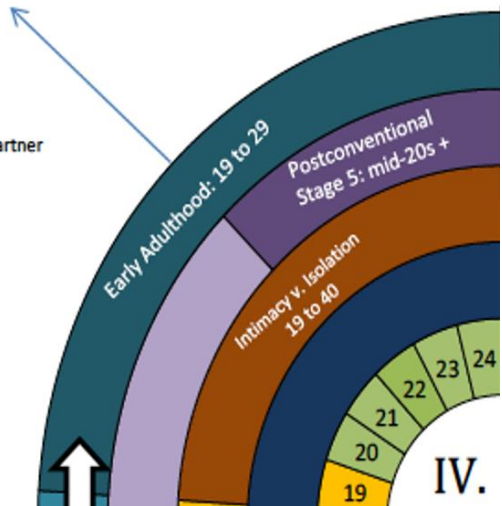 artner
Early Adulthood: 19 to 29
Postconventional
Stage 5: mid-20s +
Intimacy v. Isolation
19 to 40
24
23
22
21
20
19
IV.